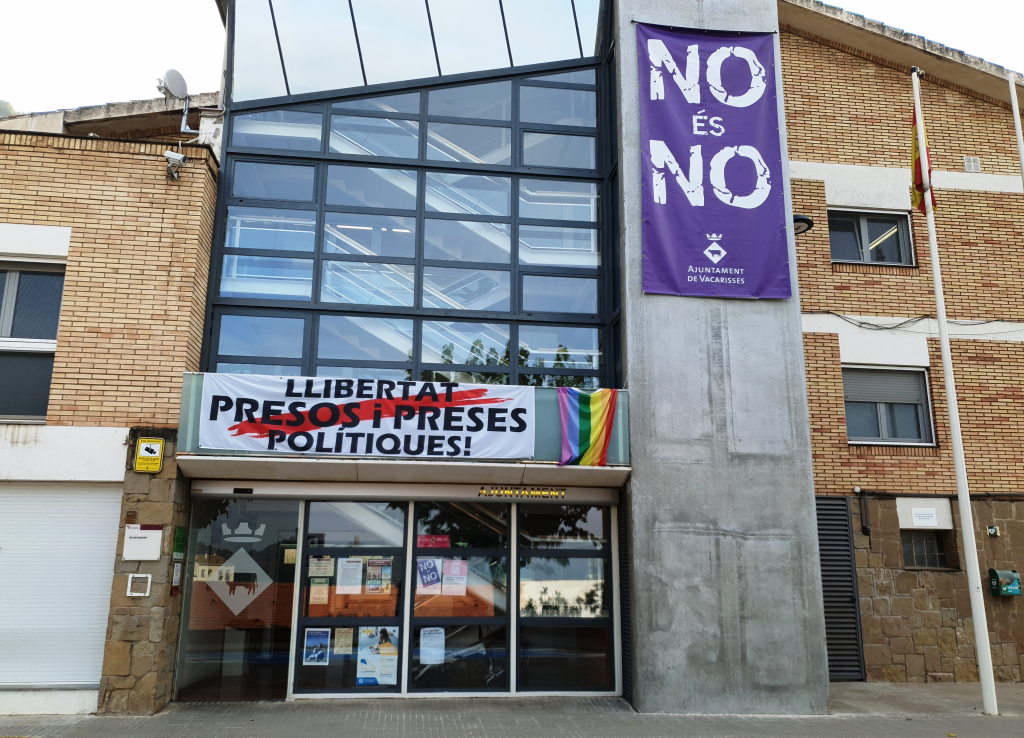 NO
ÉS
NO
AJUNTAMENT
DE VACARISSES
LLIBERTAT
PRESOS i PRESES
POLÍTIQUES!
AJUNTAMENT
NO
NO